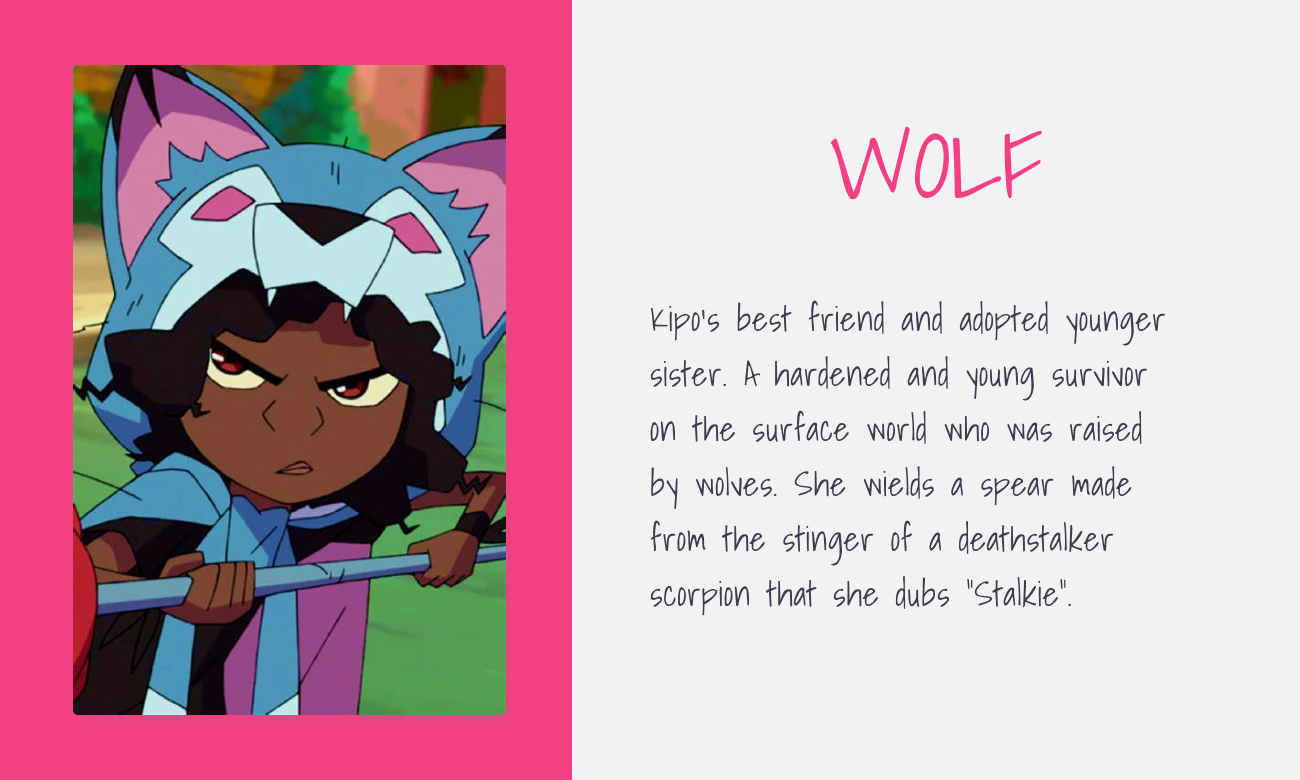 WOLF
Kipo's best friend and adopted younger
sister. A hardened and young survivor
on the surface world who was raised
by wolves. She wields a spear made
from the stinger of a deathstalker
scorpion that she dubs "Stalkie".